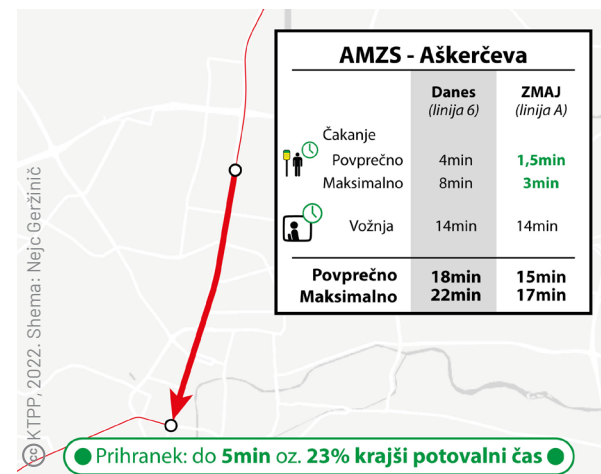 AMZS - Aškerčeva
Danes ZMAJ
(linija 6) (linija A)
Čakanje
Povprečno 4min 1,5min
Maksimalno 8min 3min
Vožnja 14min 14min
Povprečno 18min 15min
Maksimalno 22min 17min
cc KTPP, 2022. Shema: Nejc Geržinič
Prihranek: do 5min oz. 23% krajši potovalni čas